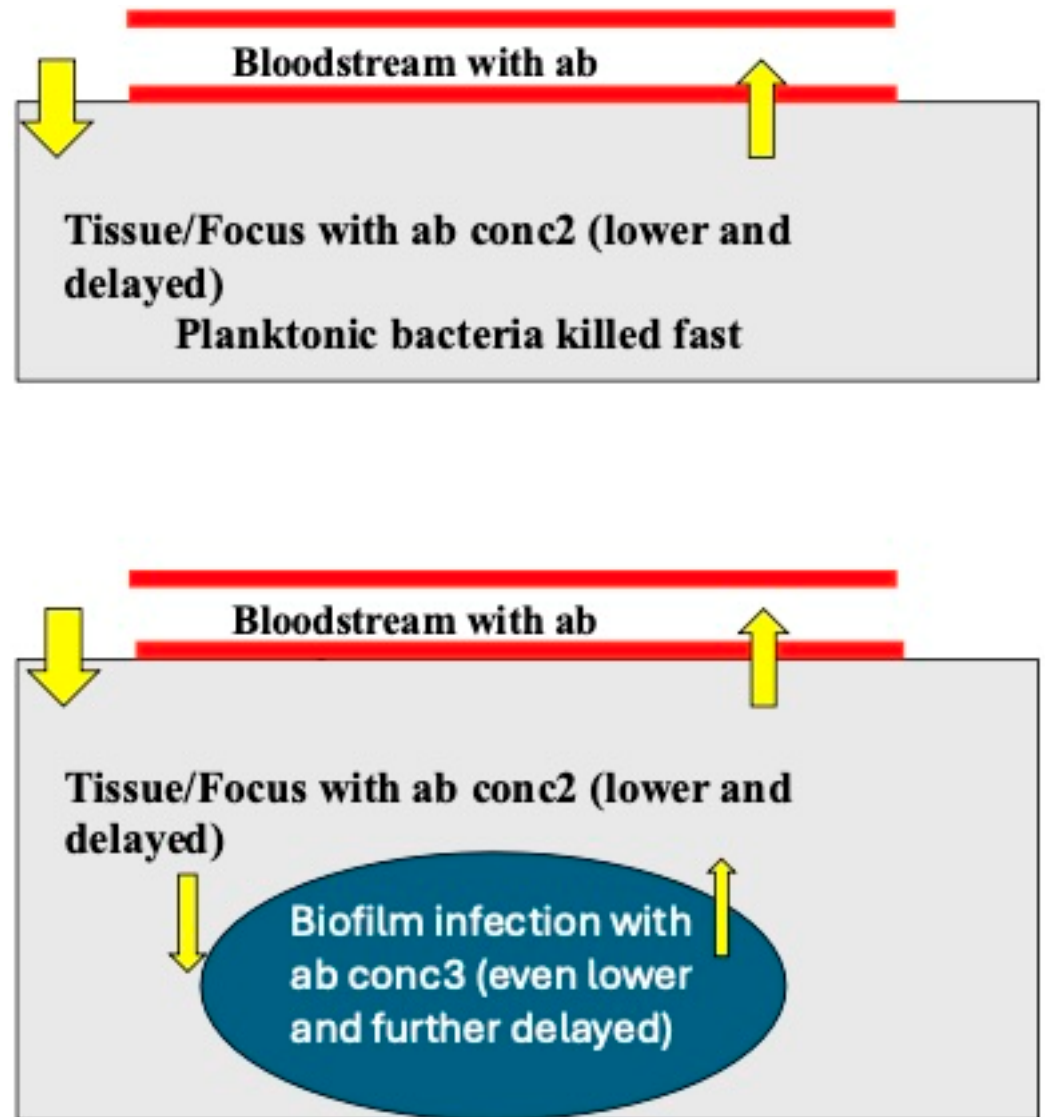 Bloodstream with ab
Tissue/Focus with ab conc2 (lower and
delayed)
Planktonic bacteria killed fast
Bloodstream with ab
Tissue/Focus with ab conc2 (lower and
delayed)
Biofilm infection with
ab conc3 (even lower
and further delayed)